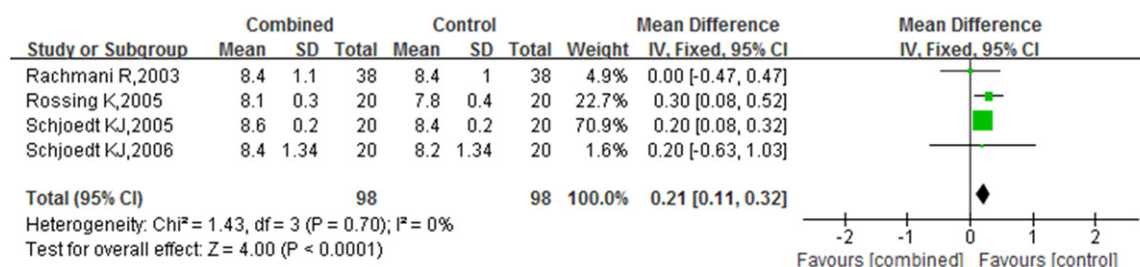 Combined Control Mean Difference Mean Difference
Study or Subgroup Mean SD Total Mean SD Total Weight IV, Fixed, 95% CI IV, Fixed, 95% CI
Rachmani R,2003 8.4 1.1 38 8.4 1 38 4.9% 0.00 [-0.47, 0.47]
Rossing K,2005 8.1 0.3 20 7.8 0.4 20 22.7% 0.30 [0.08, 0.52]
Schjoedt KJ,2005 8.6 0.2 20 8.4 0.2 20 70.9% 0.20 [0.08, 0.32]
Schjoedt KJ,2006 8.4 1.34 20 8.2 1.34 20 1.6% 0.20 [-0.63, 1.03]
Total (95% CI) 98 98 100.0% 0.21 [0.11, 0.32]
Heterogeneity: Chi² = 1.43, df = 3 (P = 0.70); I² = 0%
Test for overall effect: Z = 4.00 (P < 0.0001)
-2 -1 0 1 2
Favours [combined] Favours [control]